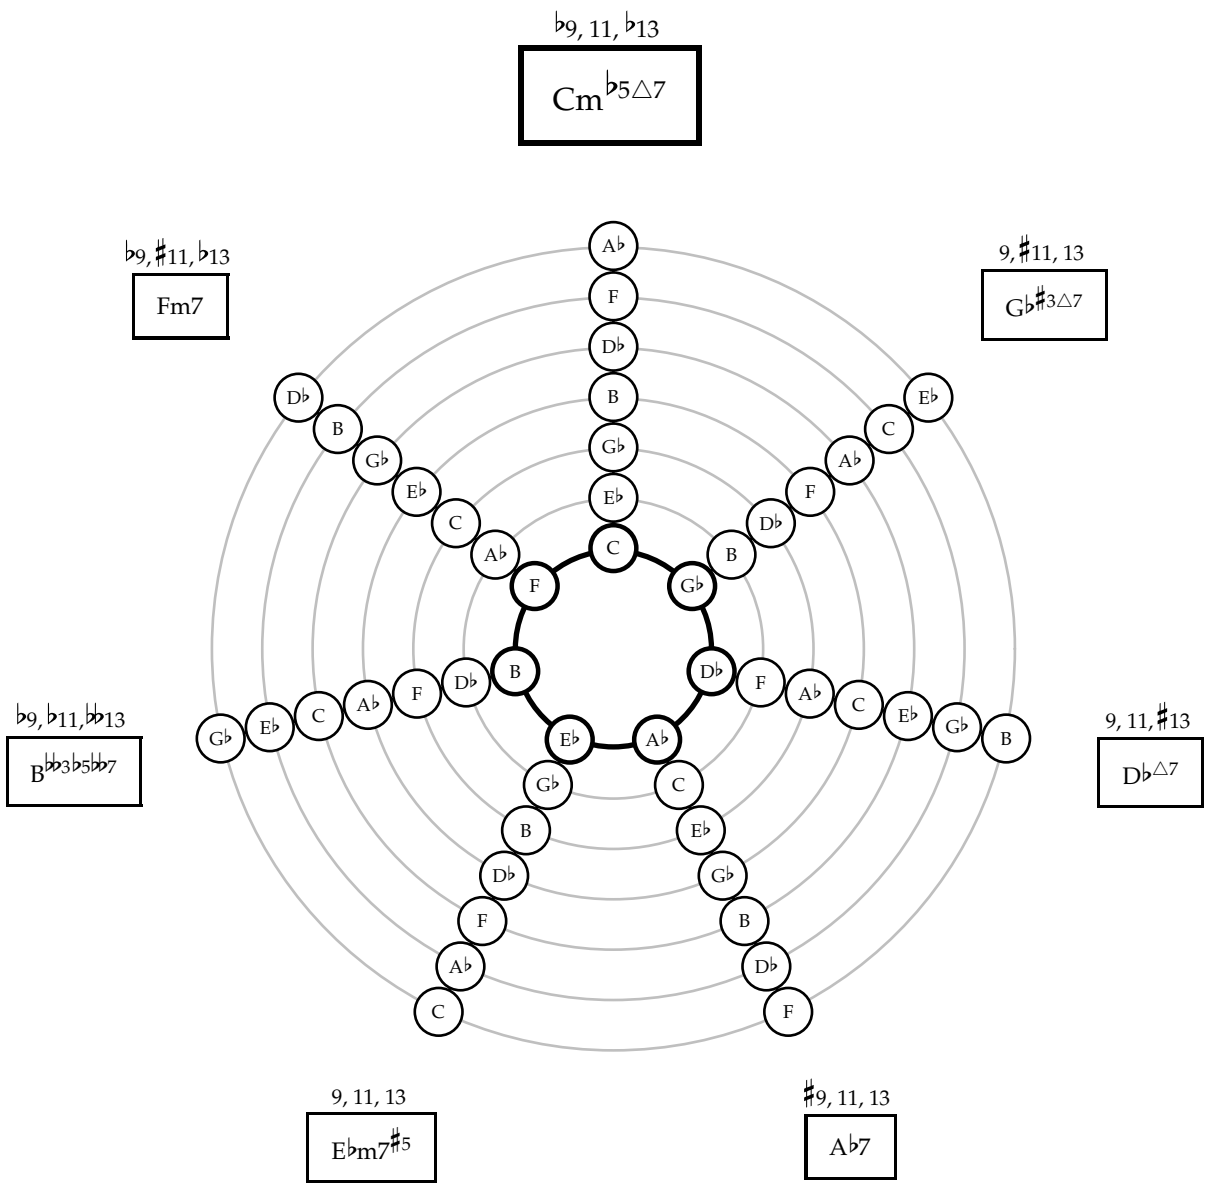 ♭9, 11, ♭13
Cm♭5△7
♭9, ♯11, ♭13
Fm7
9, ♯11, 13
G♭♯3△7
A♭
F
D♭
B
G♭
E♭
C
D♭
B
G♭
E♭
C
A♭
F
E♭
C
A♭
F
D♭
B
G♭
♭9, ♭11, 𝄫13
B𝄫3♭5𝄫7
G♭
E♭
C
A♭
F
D♭
B
D♭
F
A♭
C
E♭
G♭
B
9, 11, ♯13
D♭△7
E♭
G♭
B
D♭
F
A♭
C
A♭
C
E♭
G♭
B
D♭
F
9, 11, 13
E♭m7♯5
♯9, 11, 13
A♭7